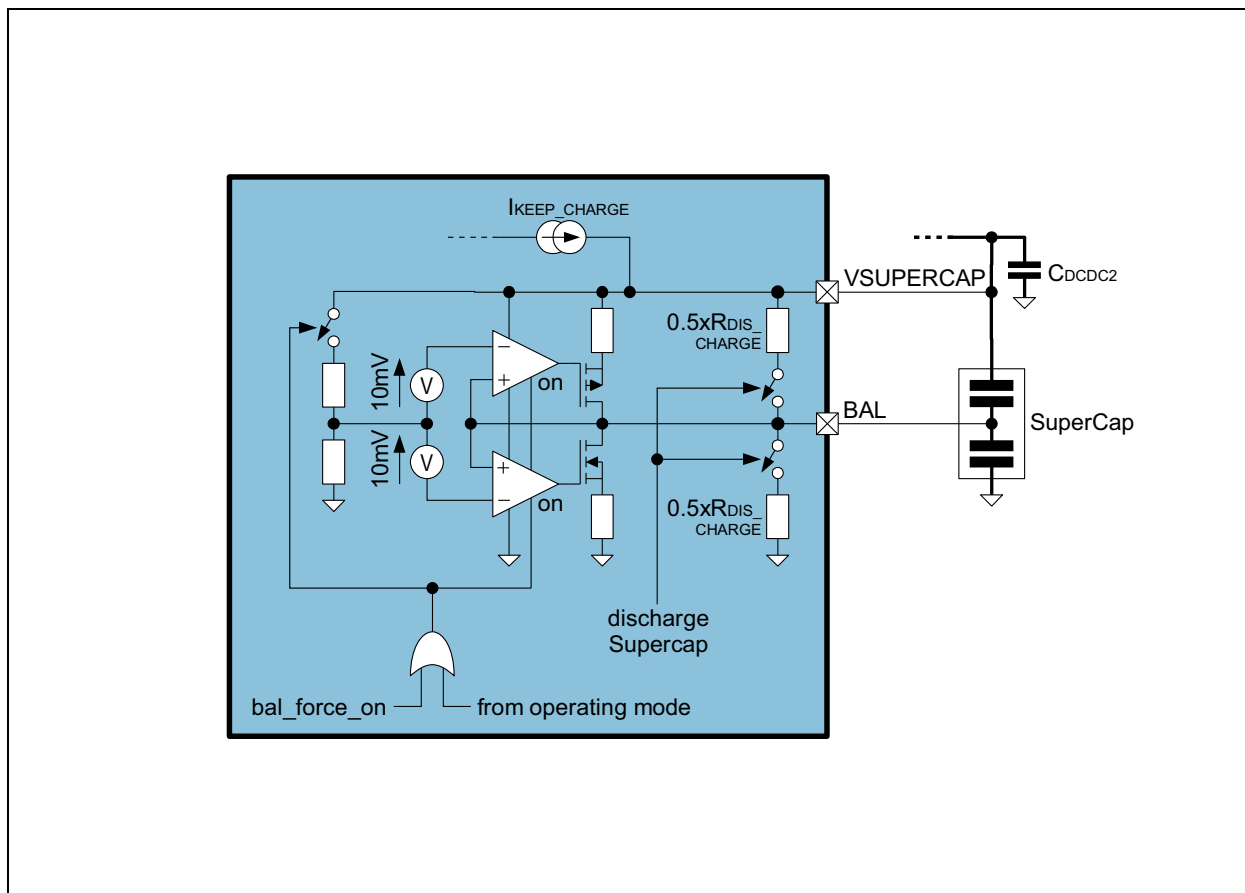 IKEEP_CHARGE
VSUPERCAP
CDCDC2
0.5xRDIS_
CHARGE
10mV
V
−
+
on
BAL
SuperCap
10mV
V
+
−
on
0.5xRDIS_
CHARGE
discharge
Supercap
bal_force_on
from operating mode